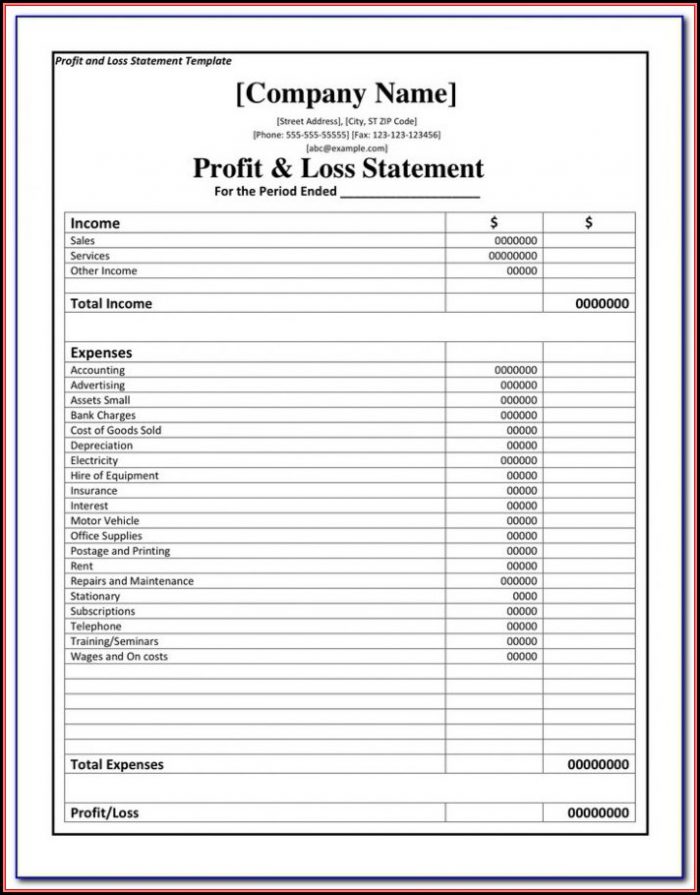 Profit and Loss Statement Template
[Company Name]
[Street Address], [City, ST ZIP Code]
[Phone: 555-555-55555] [Fax: 123-123-123456]
[abc@example.com]
Profit & Loss Statement
For the Period Ended ____________________
Income $ $
Sales 0000000
Services 00000000
Other Income 00000
Total Income 0000000
Expenses
Accounting 0000000
Advertising 000000
Assets Small 000000
Bank Charges 000000
Cost of Goods Sold 00000
Depreciation 00000
Electricity 000000
Hire of Equipment 00000
Insurance 00000
Interest 00000
Motor Vehicle 00000
Office Supplies 00000
Postage and Printing 00000
Rent 00000
Repairs and Maintenance 000000
Stationary 0000
Subscriptions 00000
Telephone 00000
Training/Seminars 00000
Wages and On costs 00000
Total Expenses 00000000
Profit/Loss 00000000